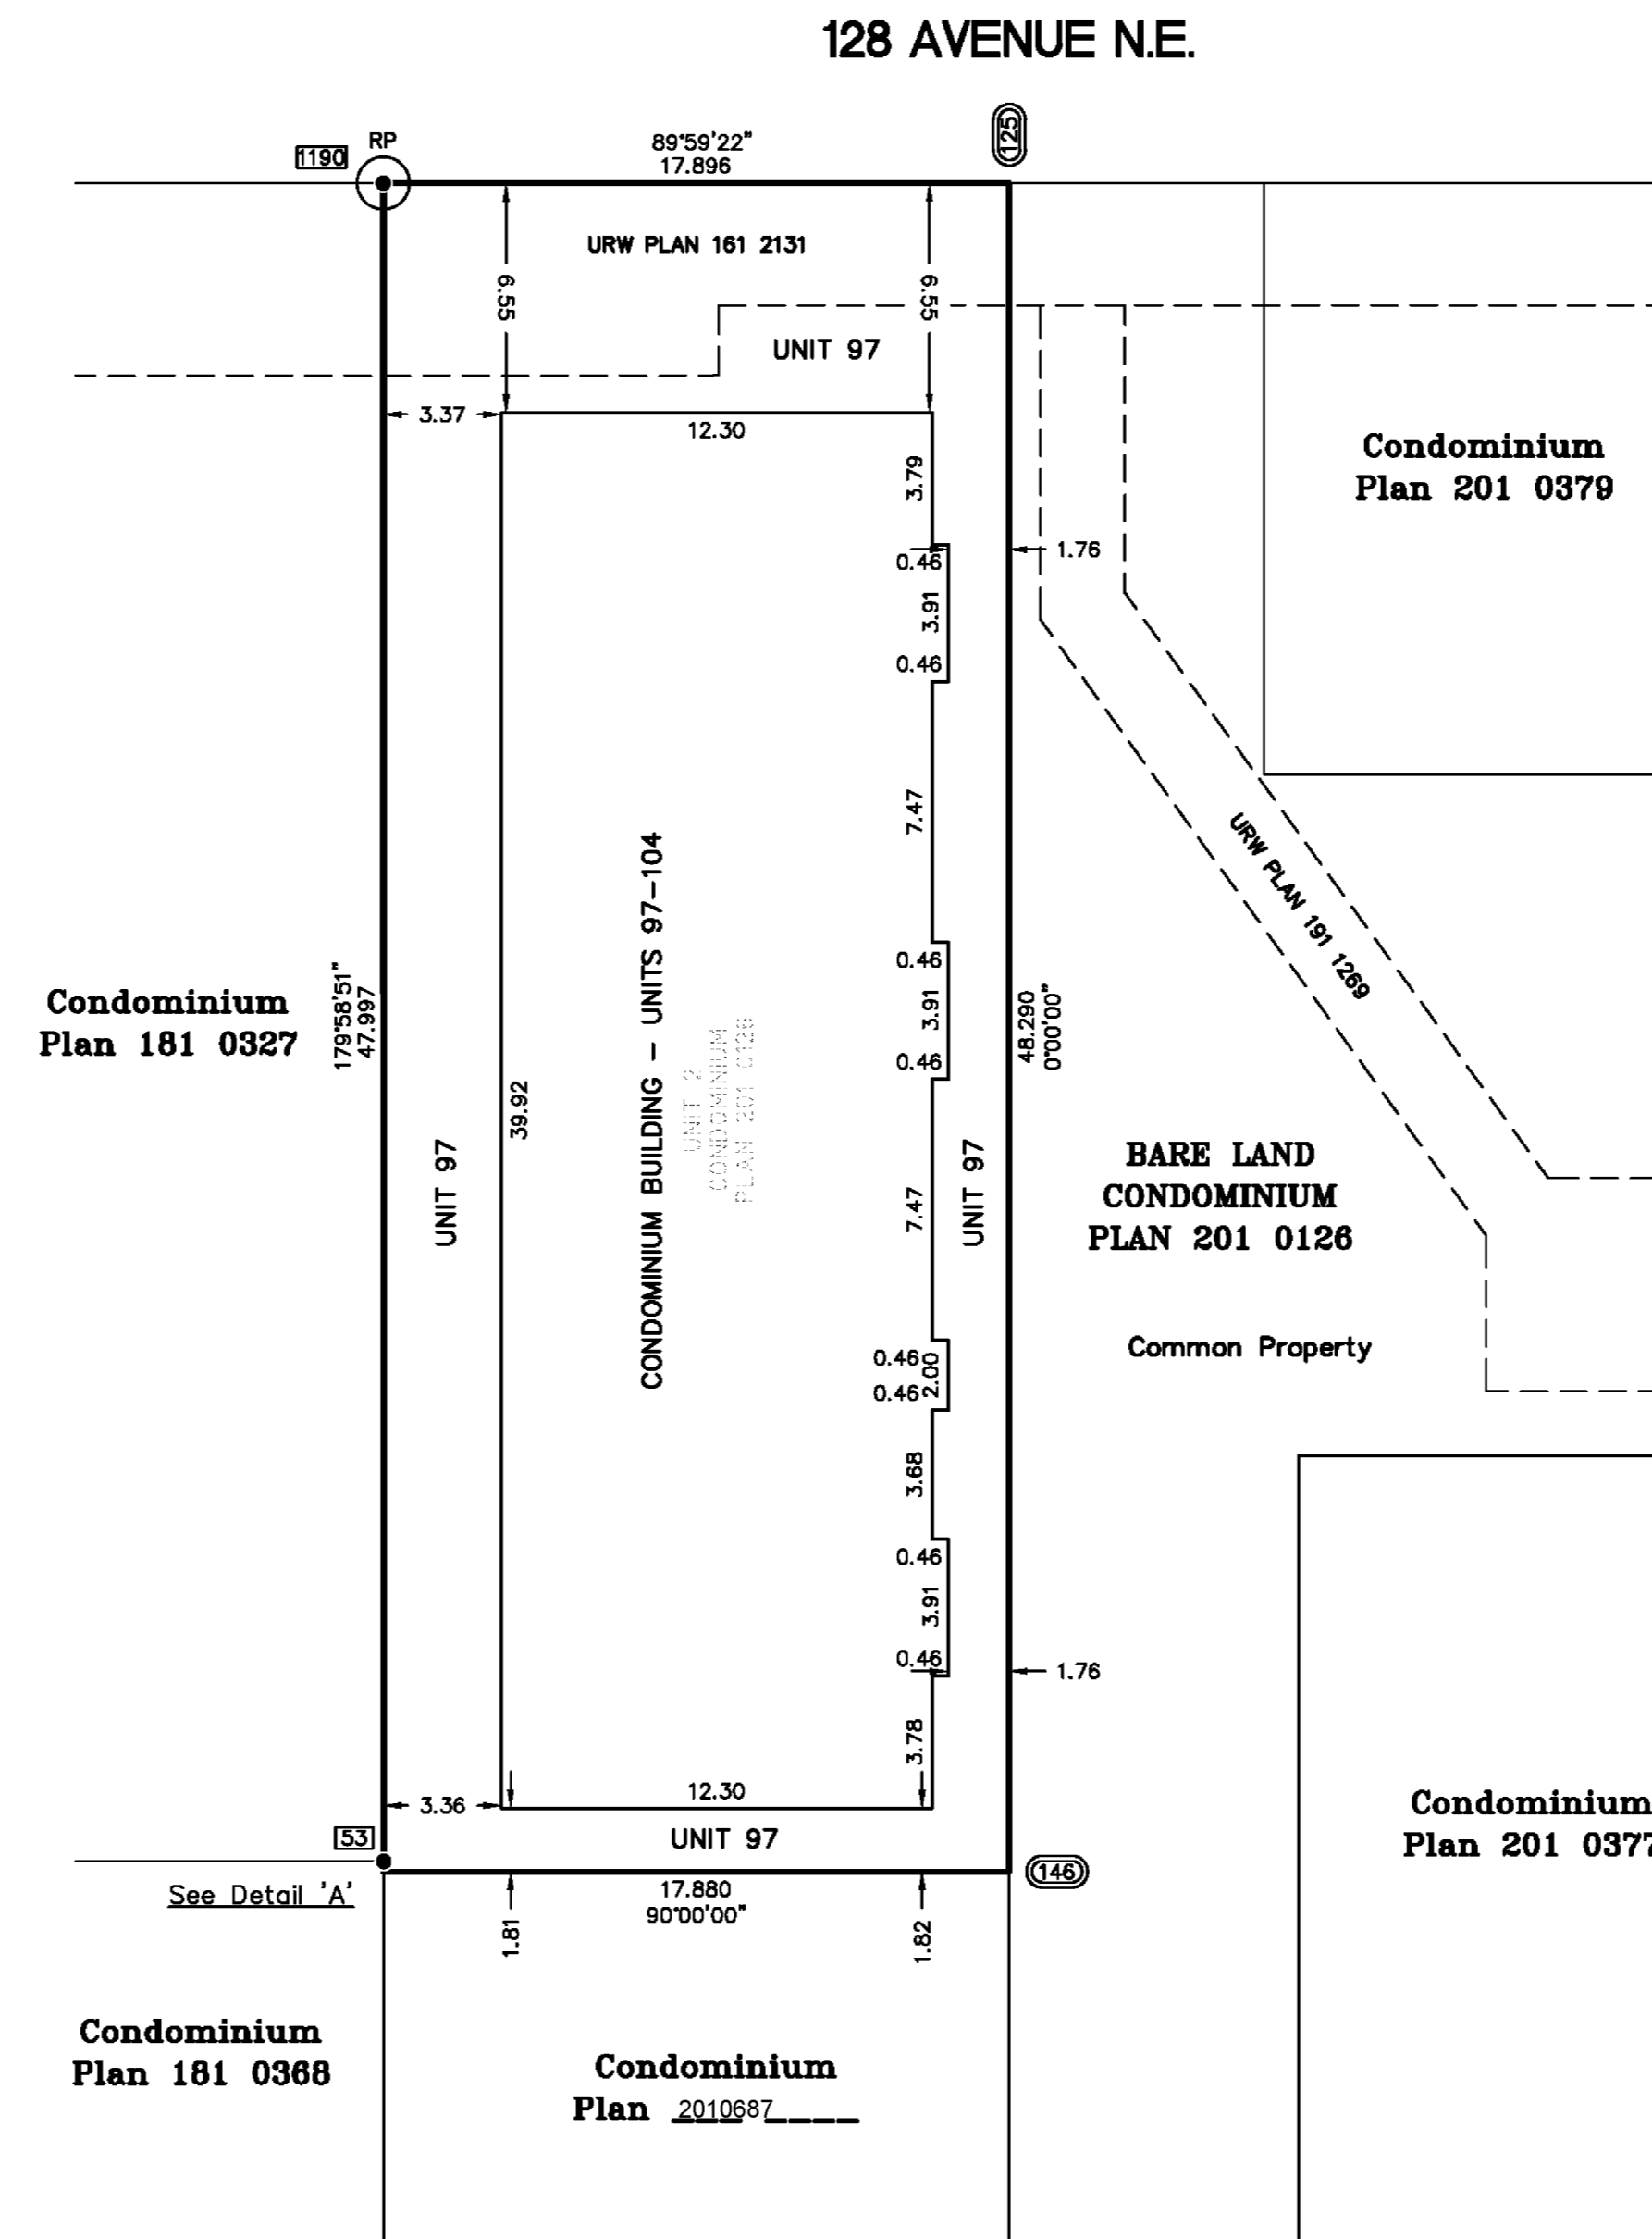 128 AVENUE N.E.
125
RP
1190
89°59'22"
17.896
URW PLAN 161 2131
6.55
6.55
UNIT 97
3.37
12.30
Condominium
Plan 201 0379
3.79
1.76
0.46
3.91
0.46
7.47
URW PLAN 191 1269
CONDOMINIUM BUILDING - UNITS 97-104
UNIT 2
CONDOMINIUM
PLAN 201 0126
0.46
3.91
0.46
Condominium
Plan 181 0327
179°58'51"
47.997
48.290
0°00'00"
39.92
UNIT 97
7.47
UNIT 97
BARE LAND
CONDOMINIUM
PLAN 201 0126
Common Property
0.46
2.00
0.46
3.68
0.46
3.91
0.46
1.76
3.78
12.30
3.36
UNIT 97
53
146
Condominium
Plan 201 0377
See Detail 'A'
17.880
90°00'00"
1.81
1.82
Condominium
Plan 181 0368
Condominium
Plan 2010687